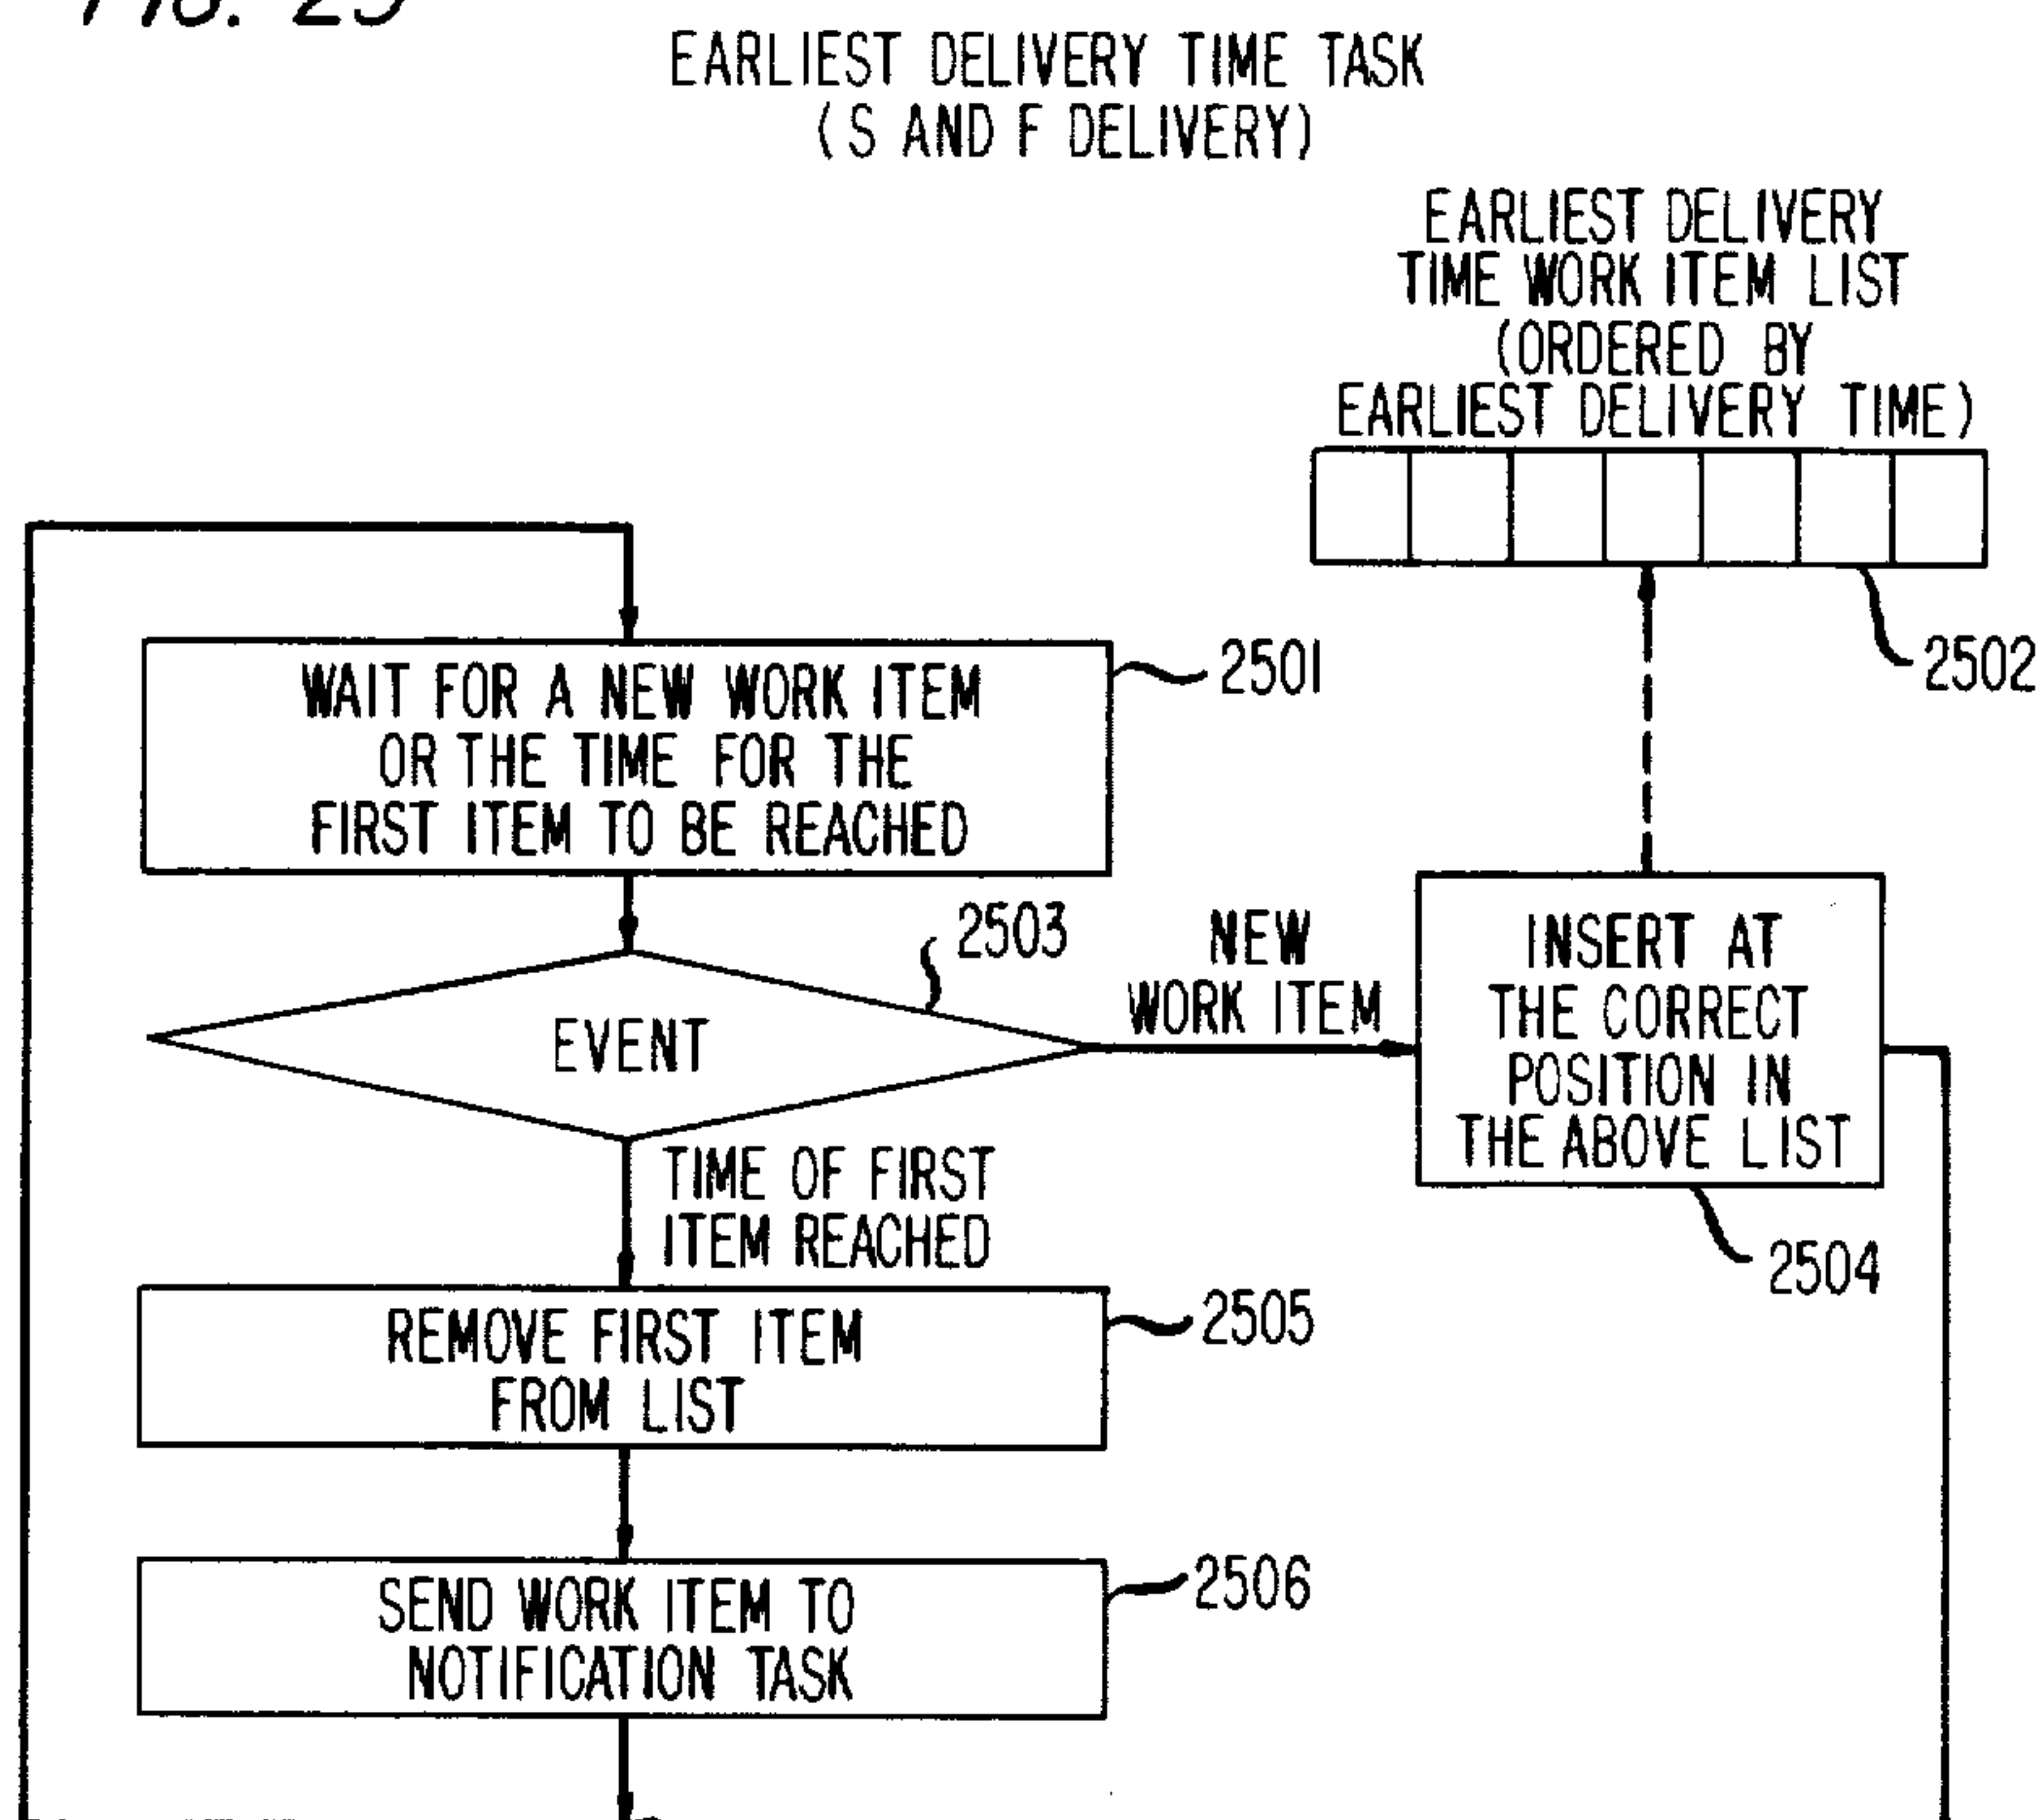 FIG. 25
EARLIEST DELIVERY TIME TASK
(S AND F DELIVERY)
EARLIEST DELIVERY
TIME WORK ITEM LIST
(ORDERED BY
EARLIEST DELIVERY TIME)
2502
WAIT FOR A NEW WORK ITEM
OR THE TIME FOR THE
FIRST ITEM TO BE REACHED
2501
EVENT
2503
NEW
WORK ITEM
INSERT AT
THE CORRECT
POSITION IN
THE ABOVE LIST
2504
TIME OF FIRST
ITEM REACHED
REMOVE FIRST ITEM
FROM LIST
2505
SEND WORK ITEM TO
NOTIFICATION TASK
2506